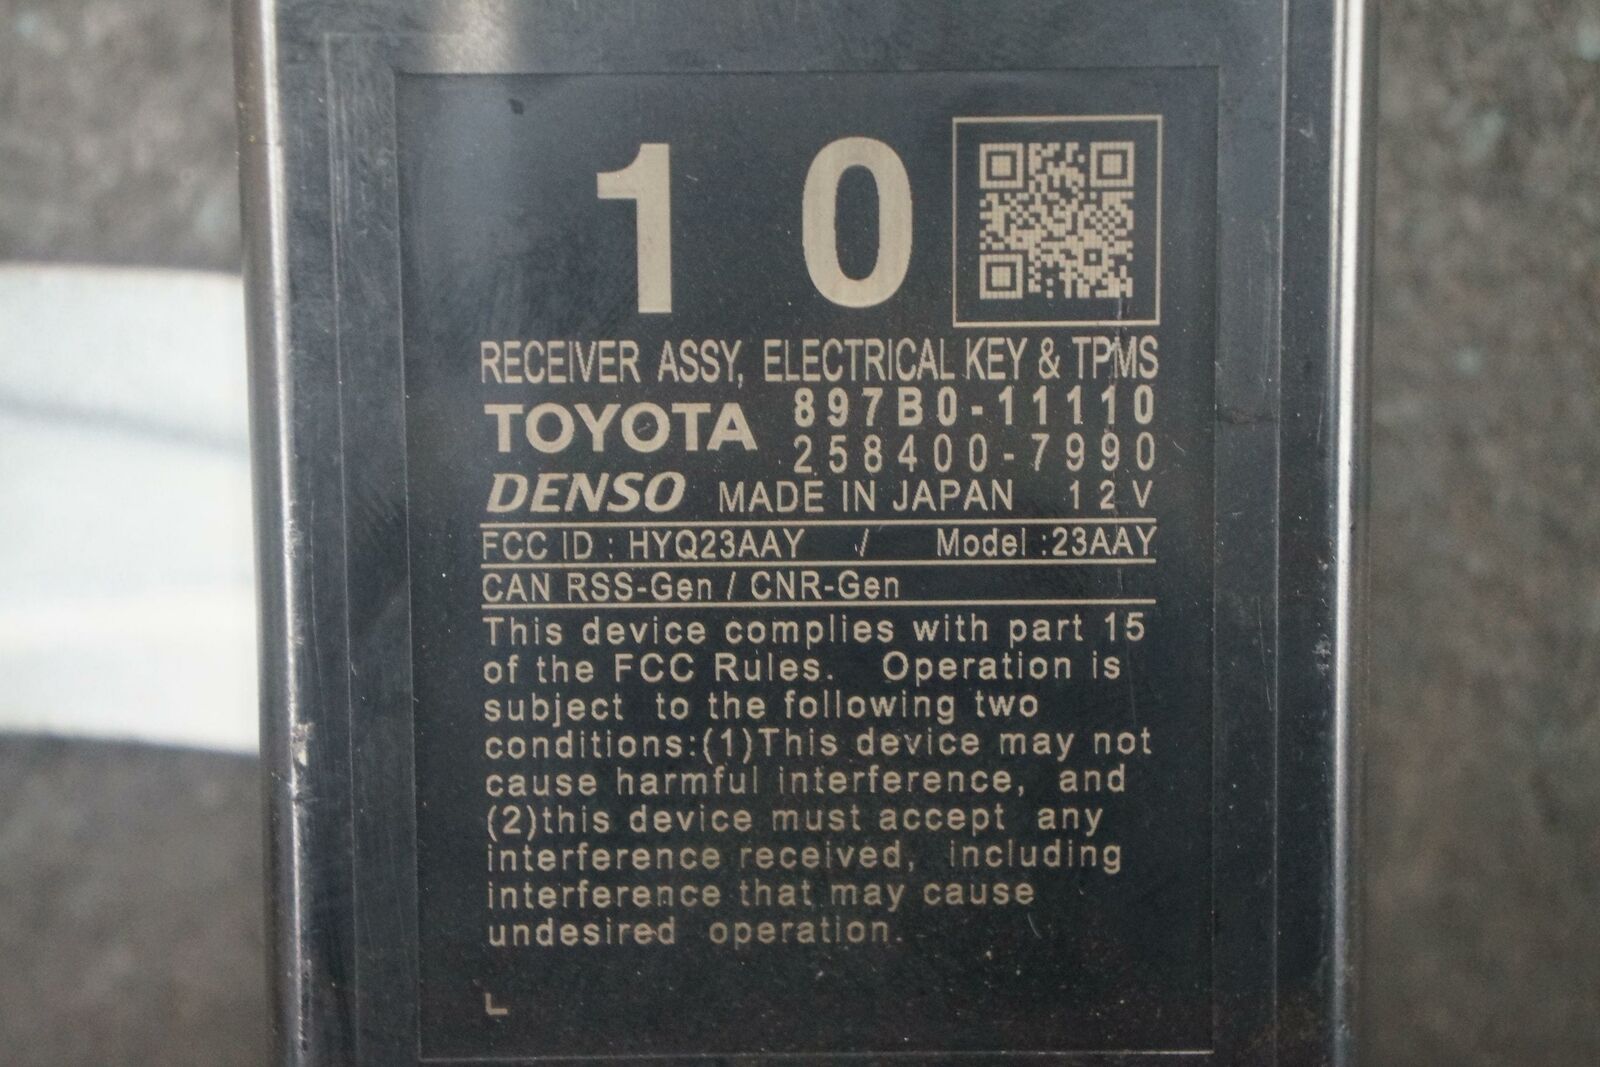 10
RECEIVER ASSY, ELECTRICAL KEY & TPMS
TOYOTA 897B0-11110
258400-7990
DENSO MADE IN JAPAN 12V
FCC ID : HYQ23AAY / Model :23AAY
CAN RSS-Gen / CNR-Gen
This device complies with part 15
of the FCC Rules. Operation is
subject to the following two
conditions:(1)This device may not
cause harmful interference, and
(2)this device must accept any
interference received, including
interference that may cause
undesired operation.
L